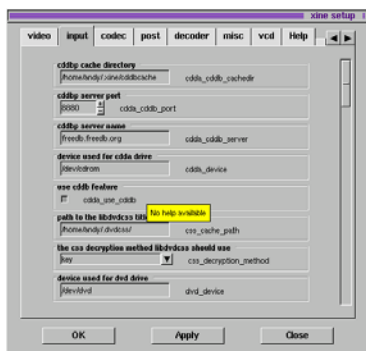 xine setup
video input codec post decoder misc vcd Help
cddbp cache directory
/home/andy/.xine/cddbcache cdda_cddb_cachedir
cddbp server port
8880 cdda_cddb_port
cddbp server name
freedb.freedb.org cdda_cddb_server
device used for cdda drive
/dev/cdrom cdda_device
use cddb feature
cdda_use_cddb
No help available
path to the libdvdcss titl
/home/andy/.dvdcss/ css_cache_path
the css decryption method libdvdcss should use
key css_decryption_method
device used for dvd drive
/dev/dvd dvd_device
OK Apply Close